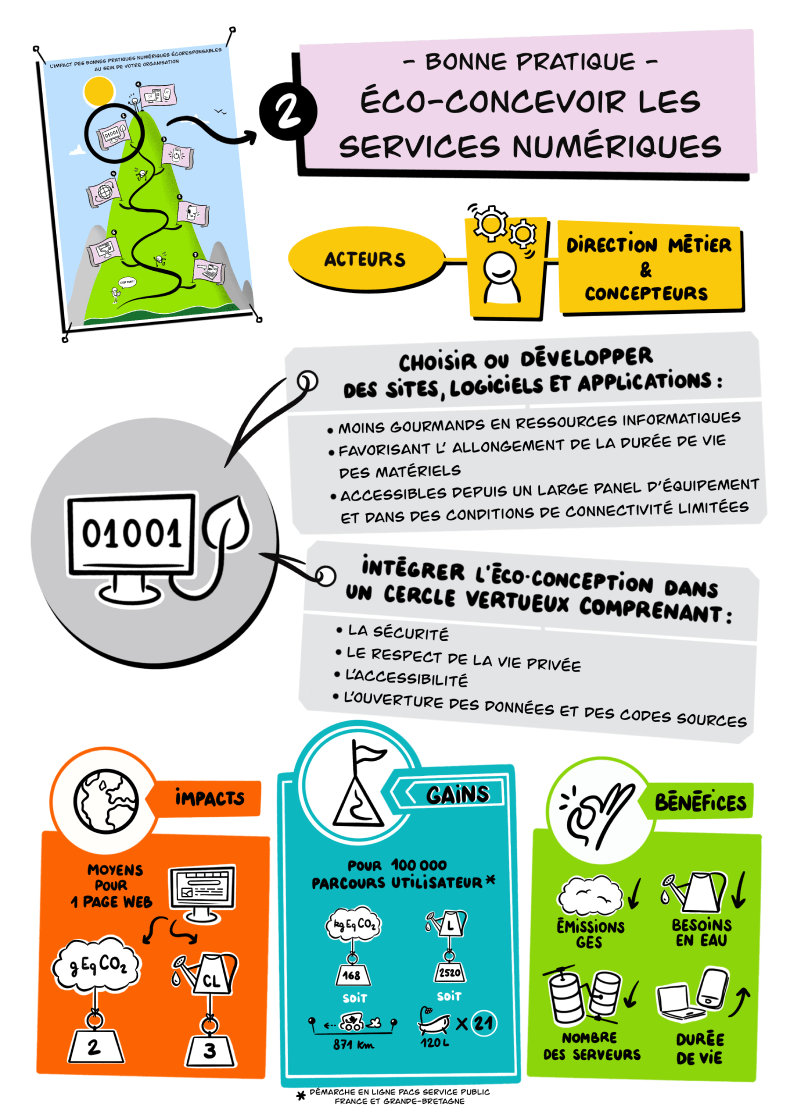 L'IMPACT DES BONNES PRATIQUES NUMÉRIQUES ÉCORESPONSABLES
AU SEIN DE VOTRE ORGANISATION
01001
2
- BONNE PRATIQUE -
ÉCO-CONCEVOIR LES
SERVICES NUMÉRIQUES
ACTEURS
DIRECTION MÉTIER
&
CONCEPTEURS
CHOISIR OU DÉVELOPPER
DES SITES, LOGICIELS ET APPLICATIONS :
• MOINS GOURMANDS EN RESSOURCES INFORMATIQUES
• FAVORISANT L' ALLONGEMENT DE LA DURÉE DE VIE
DES MATÉRIELS
• ACCESSIBLES DEPUIS UN LARGE PANEL D'ÉQUIPEMENT
ET DANS DES CONDITIONS DE CONNECTIVITÉ LIMITÉES
01001
INTÉGRER L'ÉCO-CONCEPTION DANS
UN CERCLE VERTUEUX COMPRENANT :
• LA SÉCURITÉ
• LE RESPECT DE LA VIE PRIVÉE
• L'ACCESSIBILITÉ
• L'OUVERTURE DES DONNÉES ET DES CODES SOURCES
IMPACTS
MOYENS
POUR
1 PAGE WEB
g Eq CO2
CL
2
3
GAINS
POUR 100 000
PARCOURS UTILISATEUR*
kg Eq CO2
L
168
2520
SOIT
SOIT
871 Km
120 L
X 21
BÉNÉFICES
ÉMISSIONS
GES
BESOINS
EN EAU
NOMBRE
DES SERVEURS
DURÉE
DE VIE
* DÉMARCHE EN LIGNE PACS SERVICE PUBLIC
FRANCE ET GRANDE-BRETAGNE